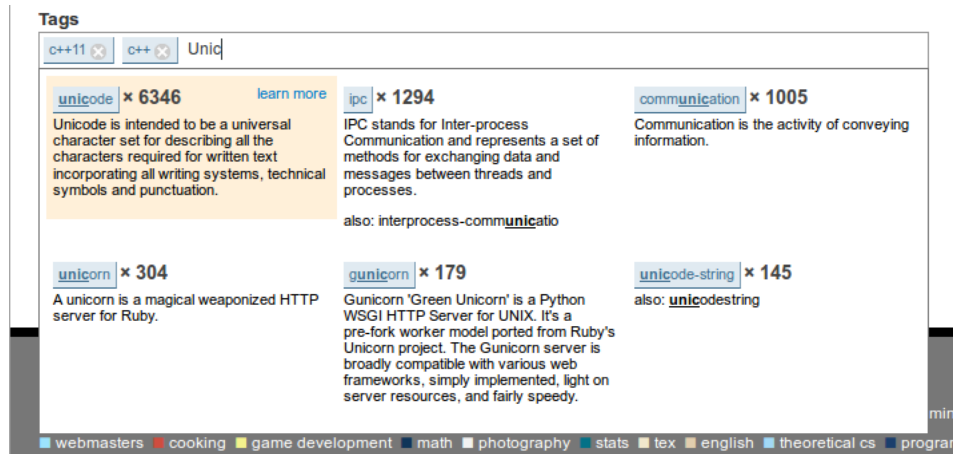 Tags
c++11 c++ Unic
unicode × 6346 learn more
Unicode is intended to be a universal
character set for describing all the
characters required for written text
incorporating all writing systems, technical
symbols and punctuation.
ipc × 1294
IPC stands for Inter-process
Communication and represents a set of
methods for exchanging data and
messages between threads and
processes.
also: interprocess-communicatio
communication × 1005
Communication is the activity of conveying
information.
unicorn × 304
A unicorn is a magical weaponized HTTP
server for Ruby.
gunicorn × 179
Gunicorn 'Green Unicorn' is a Python
WSGI HTTP Server for UNIX. It's a
pre-fork worker model ported from Ruby's
Unicorn project. The Gunicorn server is
broadly compatible with various web
frameworks, simply implemented, light on
server resources, and fairly speedy.
unicode-string × 145
also: unicodestring
min
webmasters cooking game development math photography stats tex english theoretical cs program